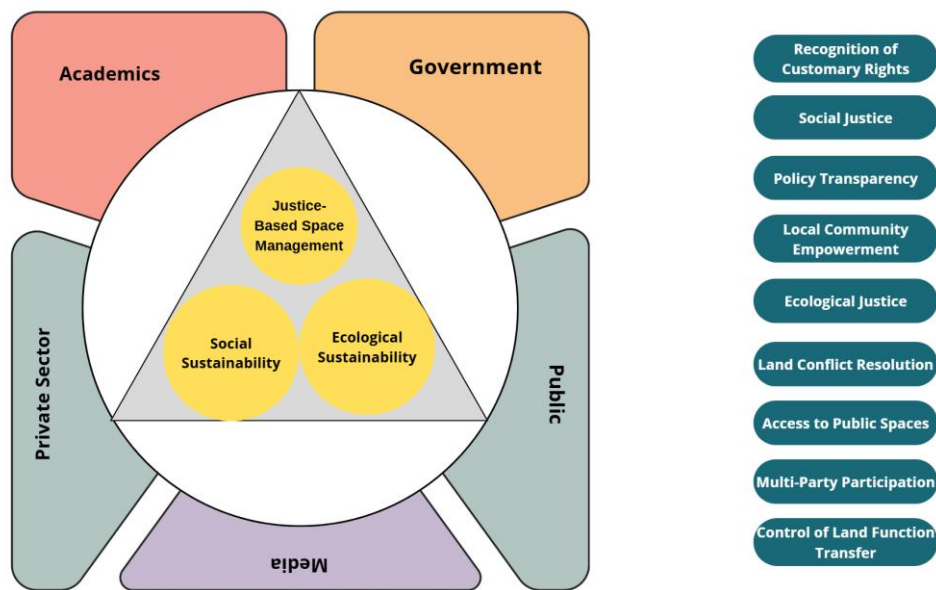 Academics
Government
Justice-
Based Space
Management
Social
Sustainability
Ecological
Sustainability
Private Sector
Public
Media
Recognition of
Customary Rights
Social Justice
Policy Transparency
Local Community
Empowerment
Ecological Justice
Land Conflict Resolution
Access to Public Spaces
Multi-Party Participation
Control of Land Function
Transfer